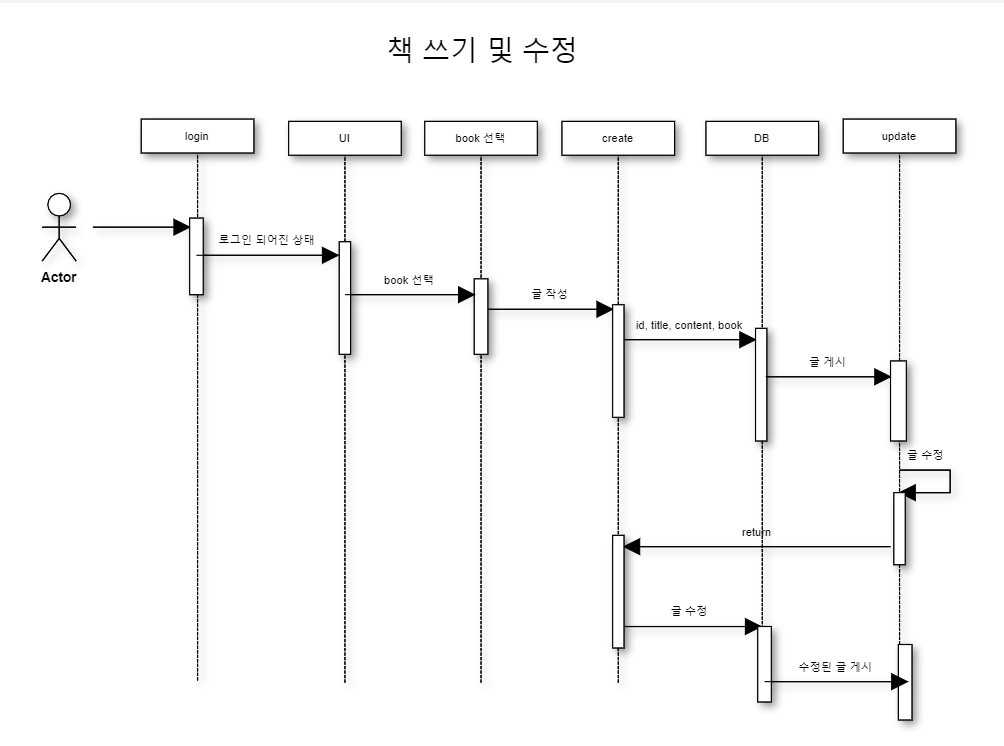 책 쓰기 및 수정
login
UI
book 선택
create
DB
update
Actor
로그인 되어진 상태
book 선택
글 작성
id, title, content, book
글 게시
글 수정
return
글 수정
수정된 글 게시